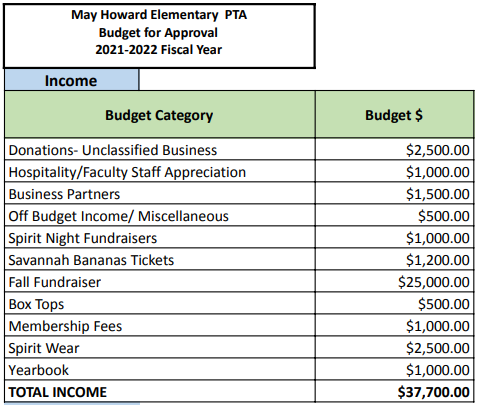 May Howard Elementary PTA
Budget for Approval
2021-2022 Fiscal Year
Income
Budget Category Budget $
Donations- Unclassified Business $2,500.00
Hospitality/Faculty Staff Appreciation $1,000.00
Business Partners $1,500.00
Off Budget Income/ Miscellaneous $500.00
Spirit Night Fundraisers $1,000.00
Savannah Bananas Tickets $1,200.00
Fall Fundraiser $25,000.00
Box Tops $500.00
Membership Fees $1,000.00
Spirit Wear $2,500.00
Yearbook $1,000.00
TOTAL INCOME $37,700.00